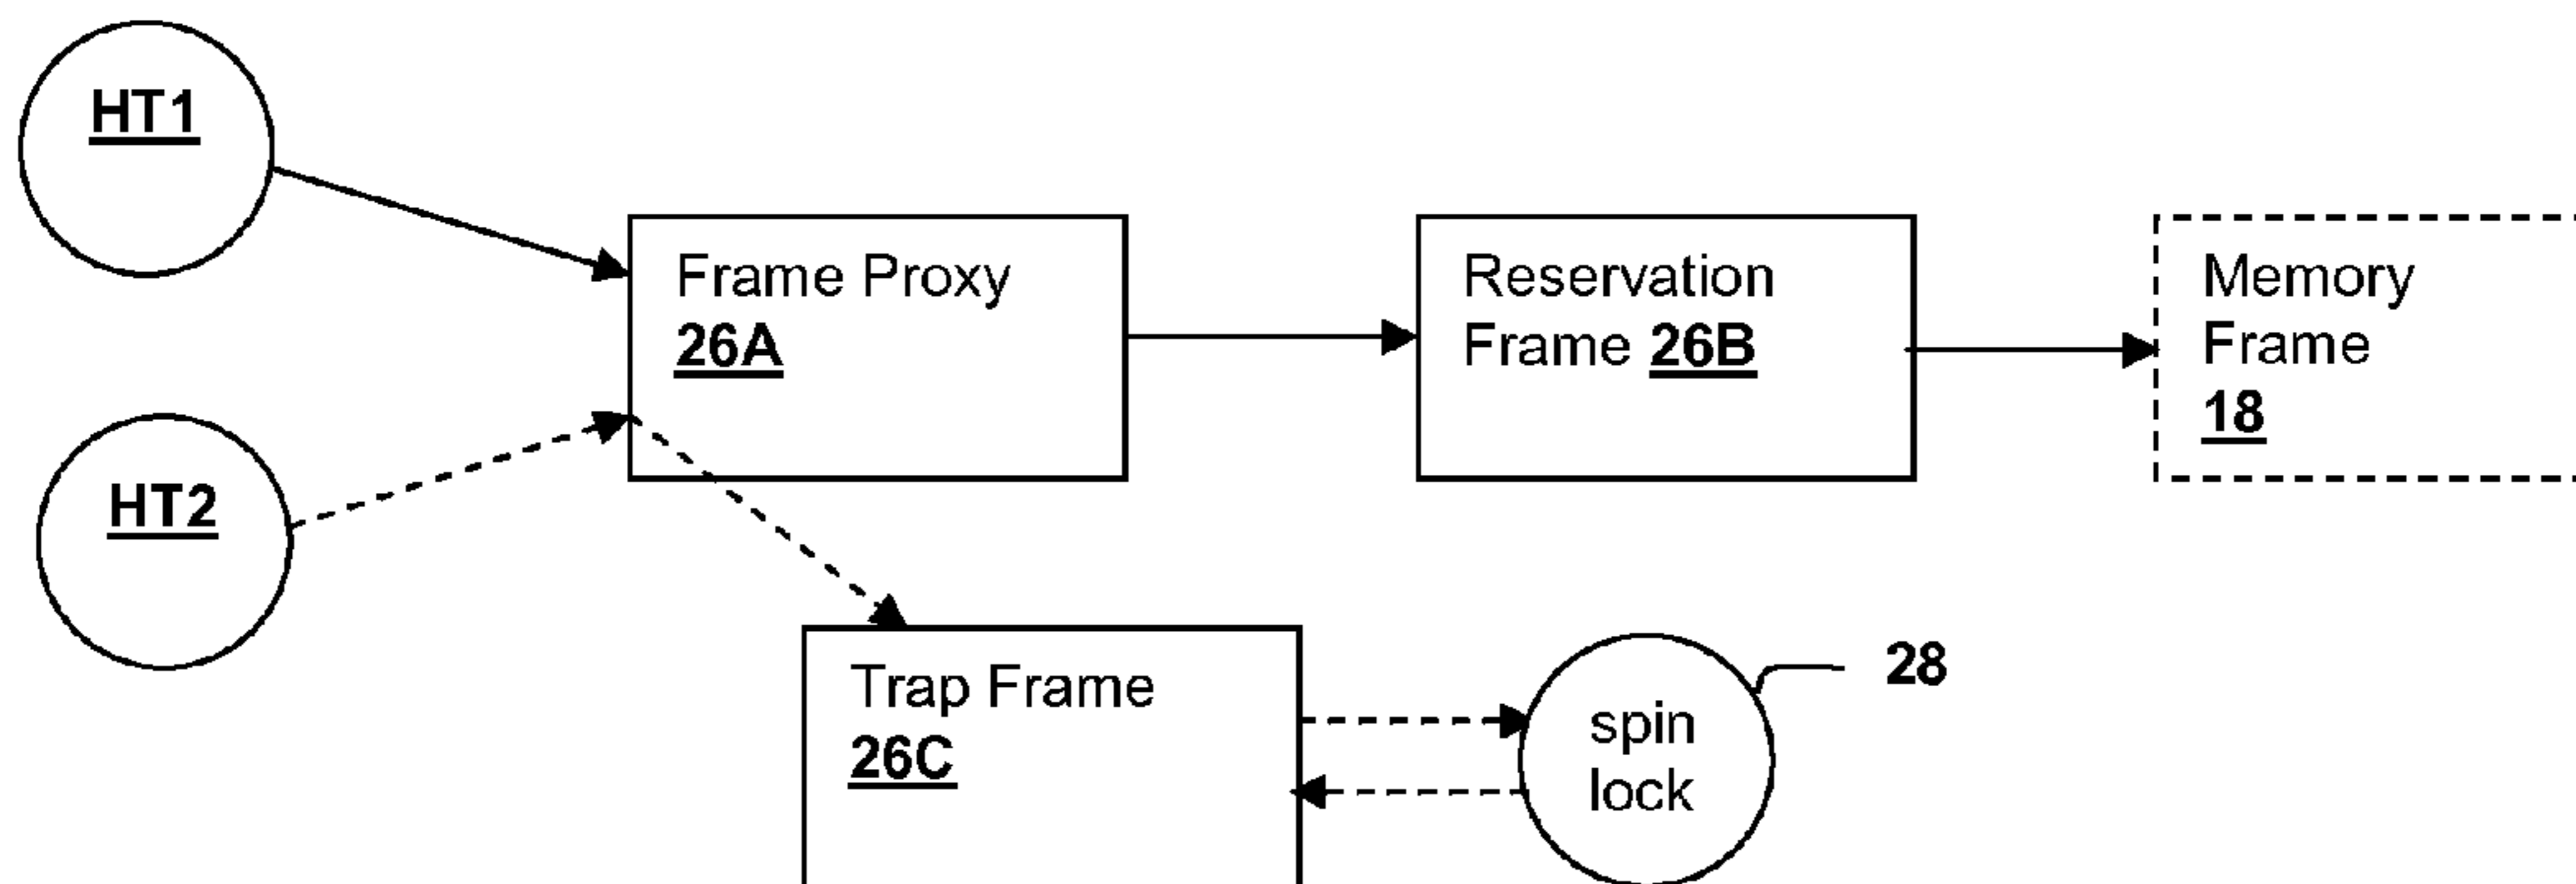 HT1
Frame Proxy
26A
Reservation
Frame 26B
Memory
Frame
18
HT2
Trap Frame
26C
spin
lock
28